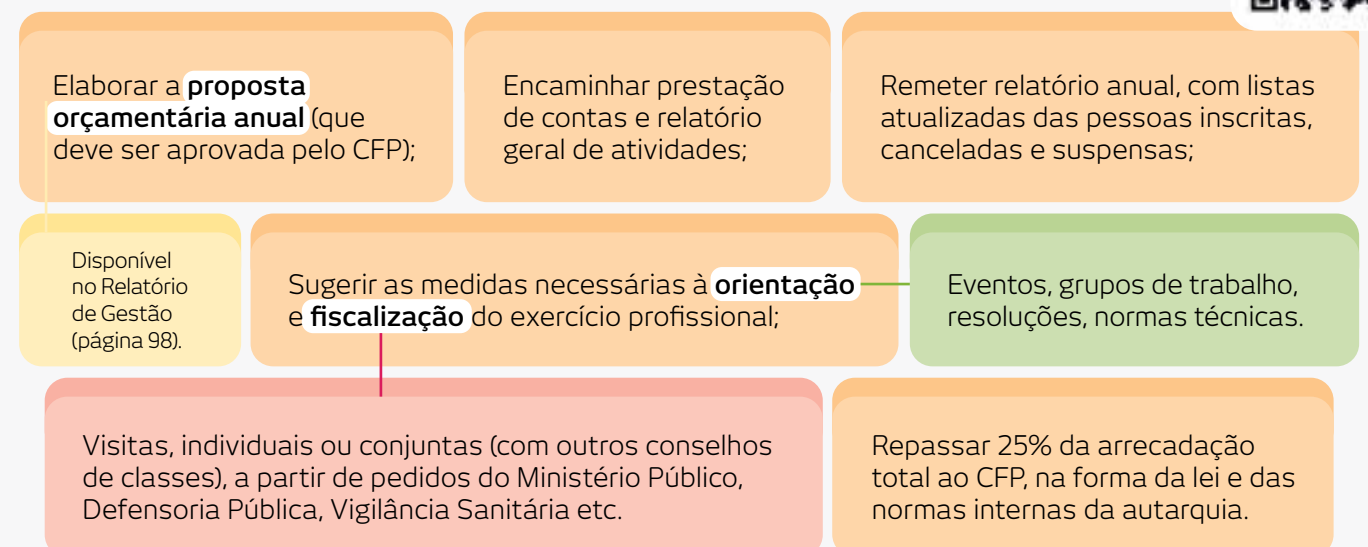 Elaborar a proposta
orçamentária anual (que
deve ser aprovada pelo CFP);
Encaminhar prestação
de contas e relatório
geral de atividades;
Remeter relatório anual, com listas
atualizadas das pessoas inscritas,
canceladas e suspensas;
Disponível
no Relatório
de Gestão
(página 98).
Sugerir as medidas necessárias à orientação
e fiscalização do exercício profissional;
Eventos, grupos de trabalho,
resoluções, normas técnicas.
Visitas, individuais ou conjuntas (com outros conselhos
de classes), a partir de pedidos do Ministério Público,
Defensoria Pública, Vigilância Sanitária etc.
Repassar 25% da arrecadação
total ao CFP, na forma da lei e das
normas internas da autarquia.